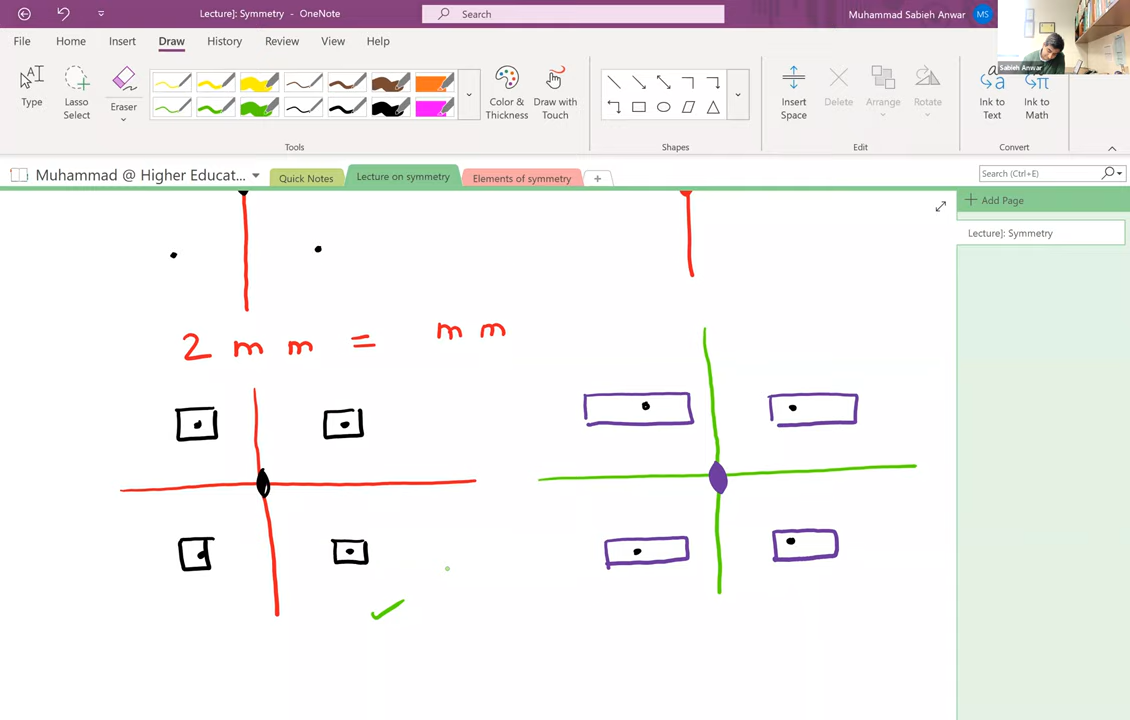 Lecture]: Symmetry - OneNote
Search
Muhammad Sabieh Anwar
MS
File Home Insert Draw History Review View Help
Sabieh Anwar
Type
Lasso Select
Eraser
Color & Thickness
Draw with Touch
Insert Space
Delete
Arrange
Rotate
Ink to Text
Ink to Math
Tools
Shapes
Edit
Convert
Muhammad @ Higher Educat...
Quick Notes
Lecture on symmetry
Elements of symmetry
Search (Ctrl+E)
Add Page
Lecture]: Symmetry
2 m m = m m